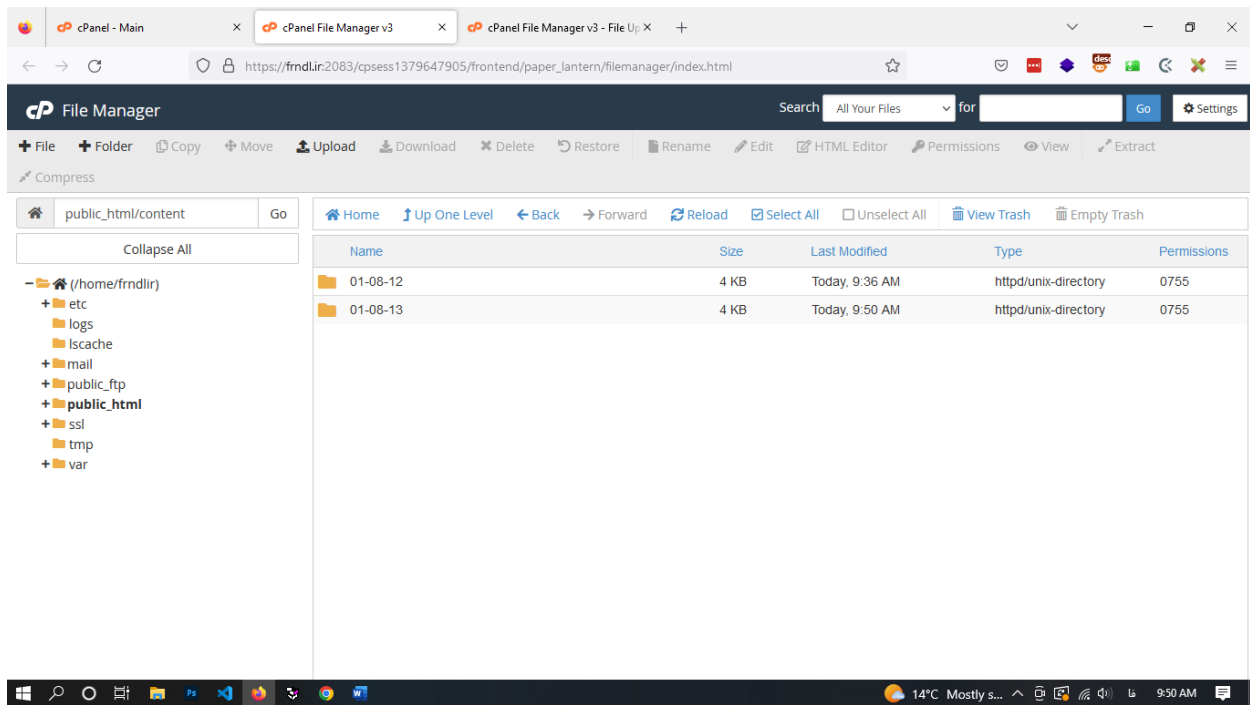 cPanel - Main
cPanel File Manager v3
cPanel File Manager v3 - File Up
https://frndl.ir:2083/cpsess1379647905/frontend/paper_lantern/filemanager/index.html
cP File Manager
Search All Your Files for Go Settings
File Folder Copy Move Upload Download Delete Restore Rename Edit HTML Editor Permissions View Extract
Compress
public_html/content Go
Home Up One Level Back Forward Reload Select All Unselect All View Trash Empty Trash
Collapse All
Name Size Last Modified Type Permissions
(/home/frndlir)
etc
logs
lscache
mail
public_ftp
public_html
ssl
tmp
var
01-08-12 4 KB Today, 9:36 AM httpd/unix-directory 0755
01-08-13 4 KB Today, 9:50 AM httpd/unix-directory 0755
14°C Mostly s... فا 9:50 AM